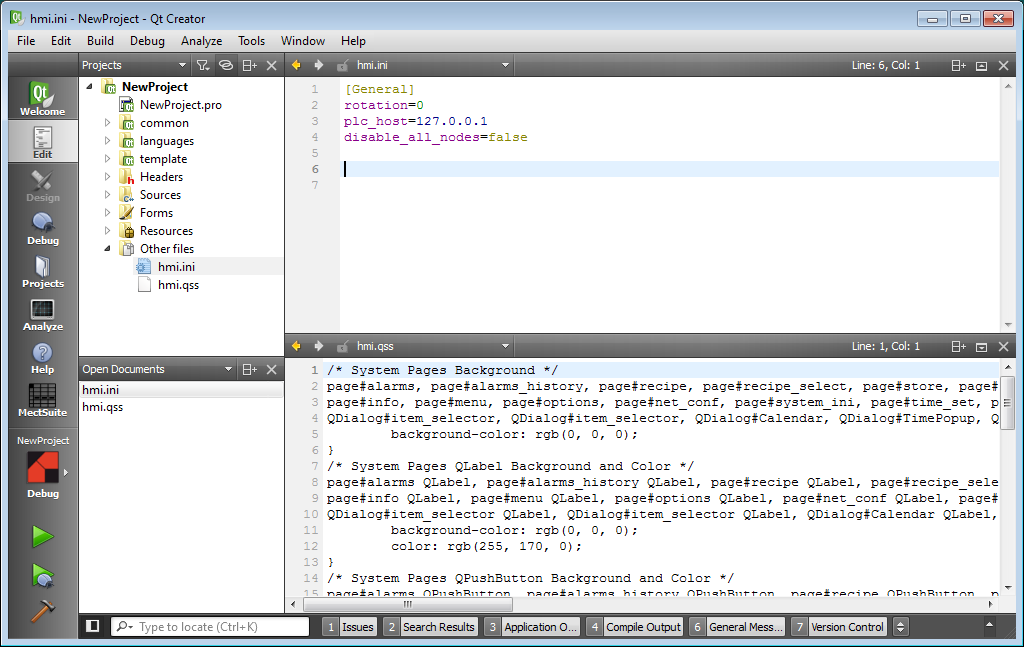 hmi.ini - NewProject - Qt Creator
File Edit Build Debug Analyze Tools Window Help
Projects
hmi.ini
Line: 6, Col: 1
Welcome
Edit
Design
Debug
Projects
Analyze
Help
MectSuite
NewProject
Debug
NewProject
NewProject.pro
common
languages
template
Headers
Sources
Forms
Resources
Other files
hmi.ini
hmi.qss
Open Documents
hmi.ini
hmi.qss
1 [General]
2 rotation=0
3 plc_host=127.0.0.1
4 disable_all_nodes=false
5
6
7
hmi.qss
Line: 1, Col: 1
1 /* System Pages Background */
2 page#alarms, page#alarms_history, page#recipe, page#recipe_select, page#store, page#
3 page#info, page#menu, page#options, page#net_conf, page#system_ini, page#time_set, p
4 QDialog#item_selector, QDialog#item_selector, QDialog#Calendar, QDialog#TimePopup, Q
5 background-color: rgb(0, 0, 0);
6 }
7 /* System Pages QLabel Background and Color */
8 page#alarms QLabel, page#alarms_history QLabel, page#recipe QLabel, page#recipe_sele
9 page#info QLabel, page#menu QLabel, page#options QLabel, page#net_conf QLabel, page#
10 QDialog#item_selector QLabel, QDialog#item_selector QLabel, QDialog#Calendar QLabel,
11 background-color: rgb(0, 0, 0);
12 color: rgb(255, 170, 0);
13 }
14 /* System Pages QPushButton Background and Color */
15 page#alarms QPushButton, page#alarms_history QPushButton, page#recipe QPushButton, p
Type to locate (Ctrl+K)
1 Issues
2 Search Results
3 Application O...
4 Compile Output
6 General Mess...
7 Version Control